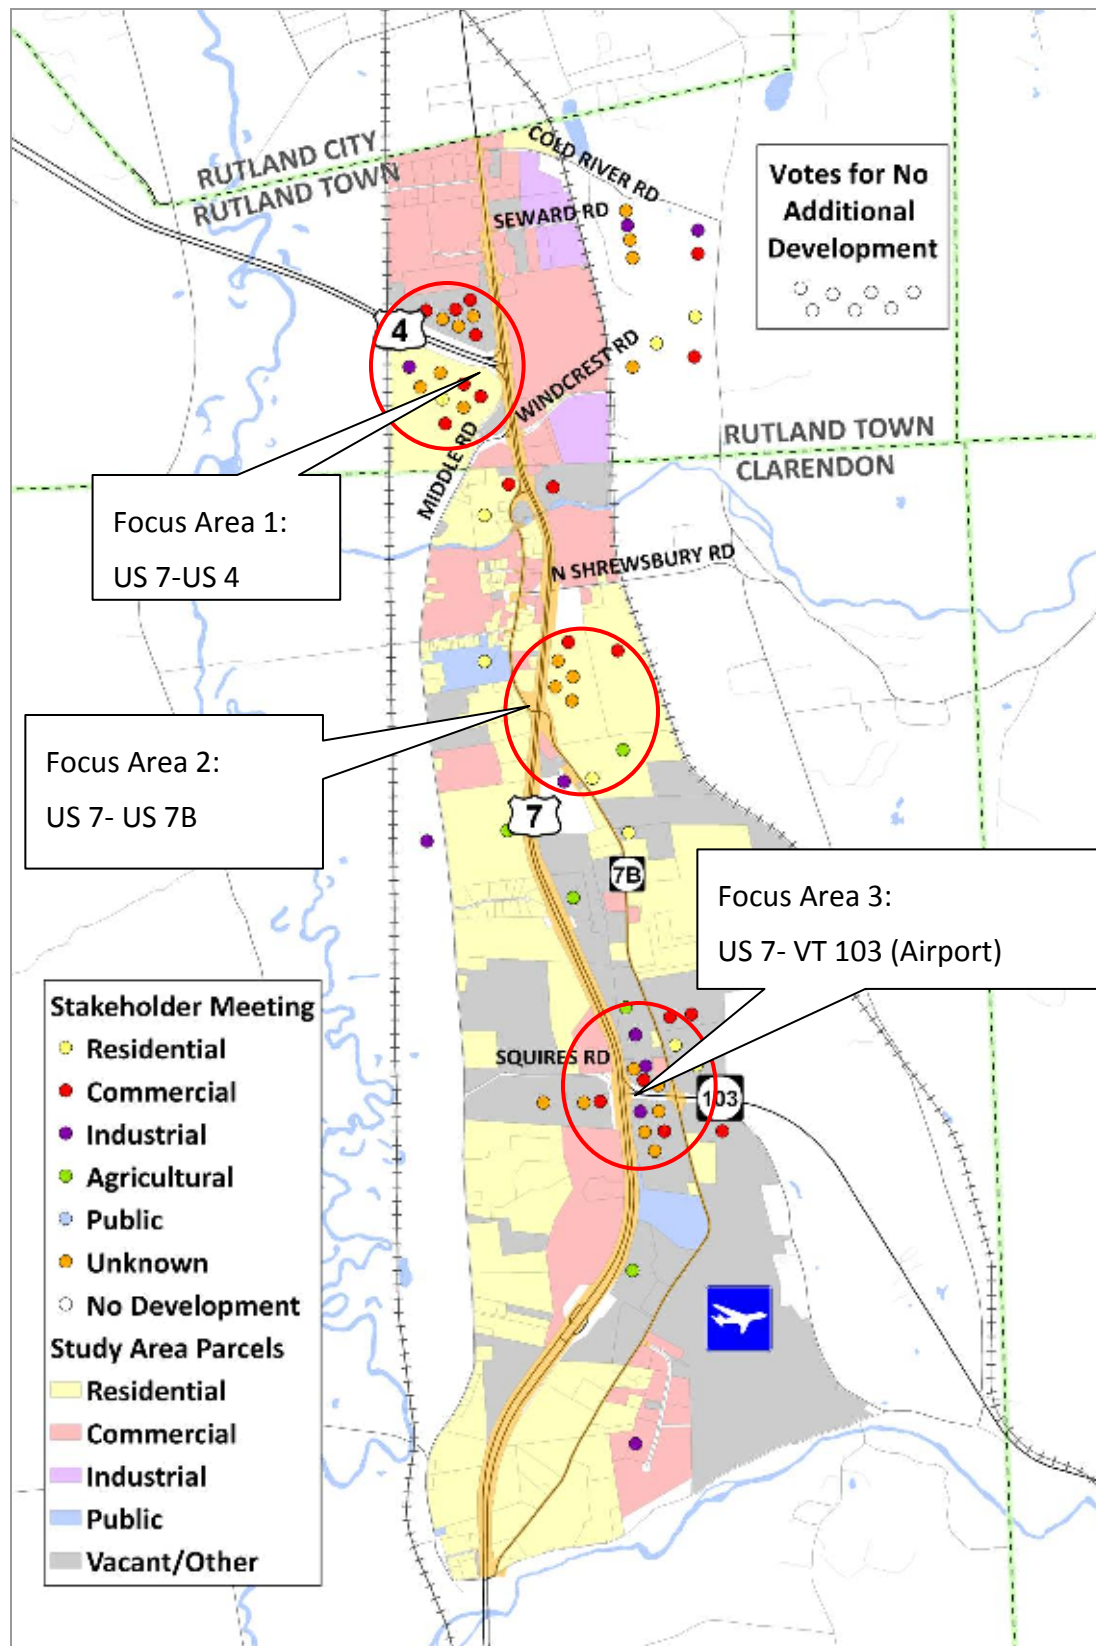 RUTLAND CITY
RUTLAND TOWN
COLD RIVER RD
SEWARD RD
Votes for No
Additional
Development
4
WINDCREST RD
MIDDLE RD
RUTLAND TOWN
CLARENDON
Focus Area 1:
US 7-US 4
N SHREWSBURY RD
Focus Area 2:
US 7- US 7B
7
7B
Focus Area 3:
US 7- VT 103 (Airport)
SQUIRES RD
103
Stakeholder Meeting
Residential
Commercial
Industrial
Agricultural
Public
Unknown
No Development
Study Area Parcels
Residential
Commercial
Industrial
Public
Vacant/Other